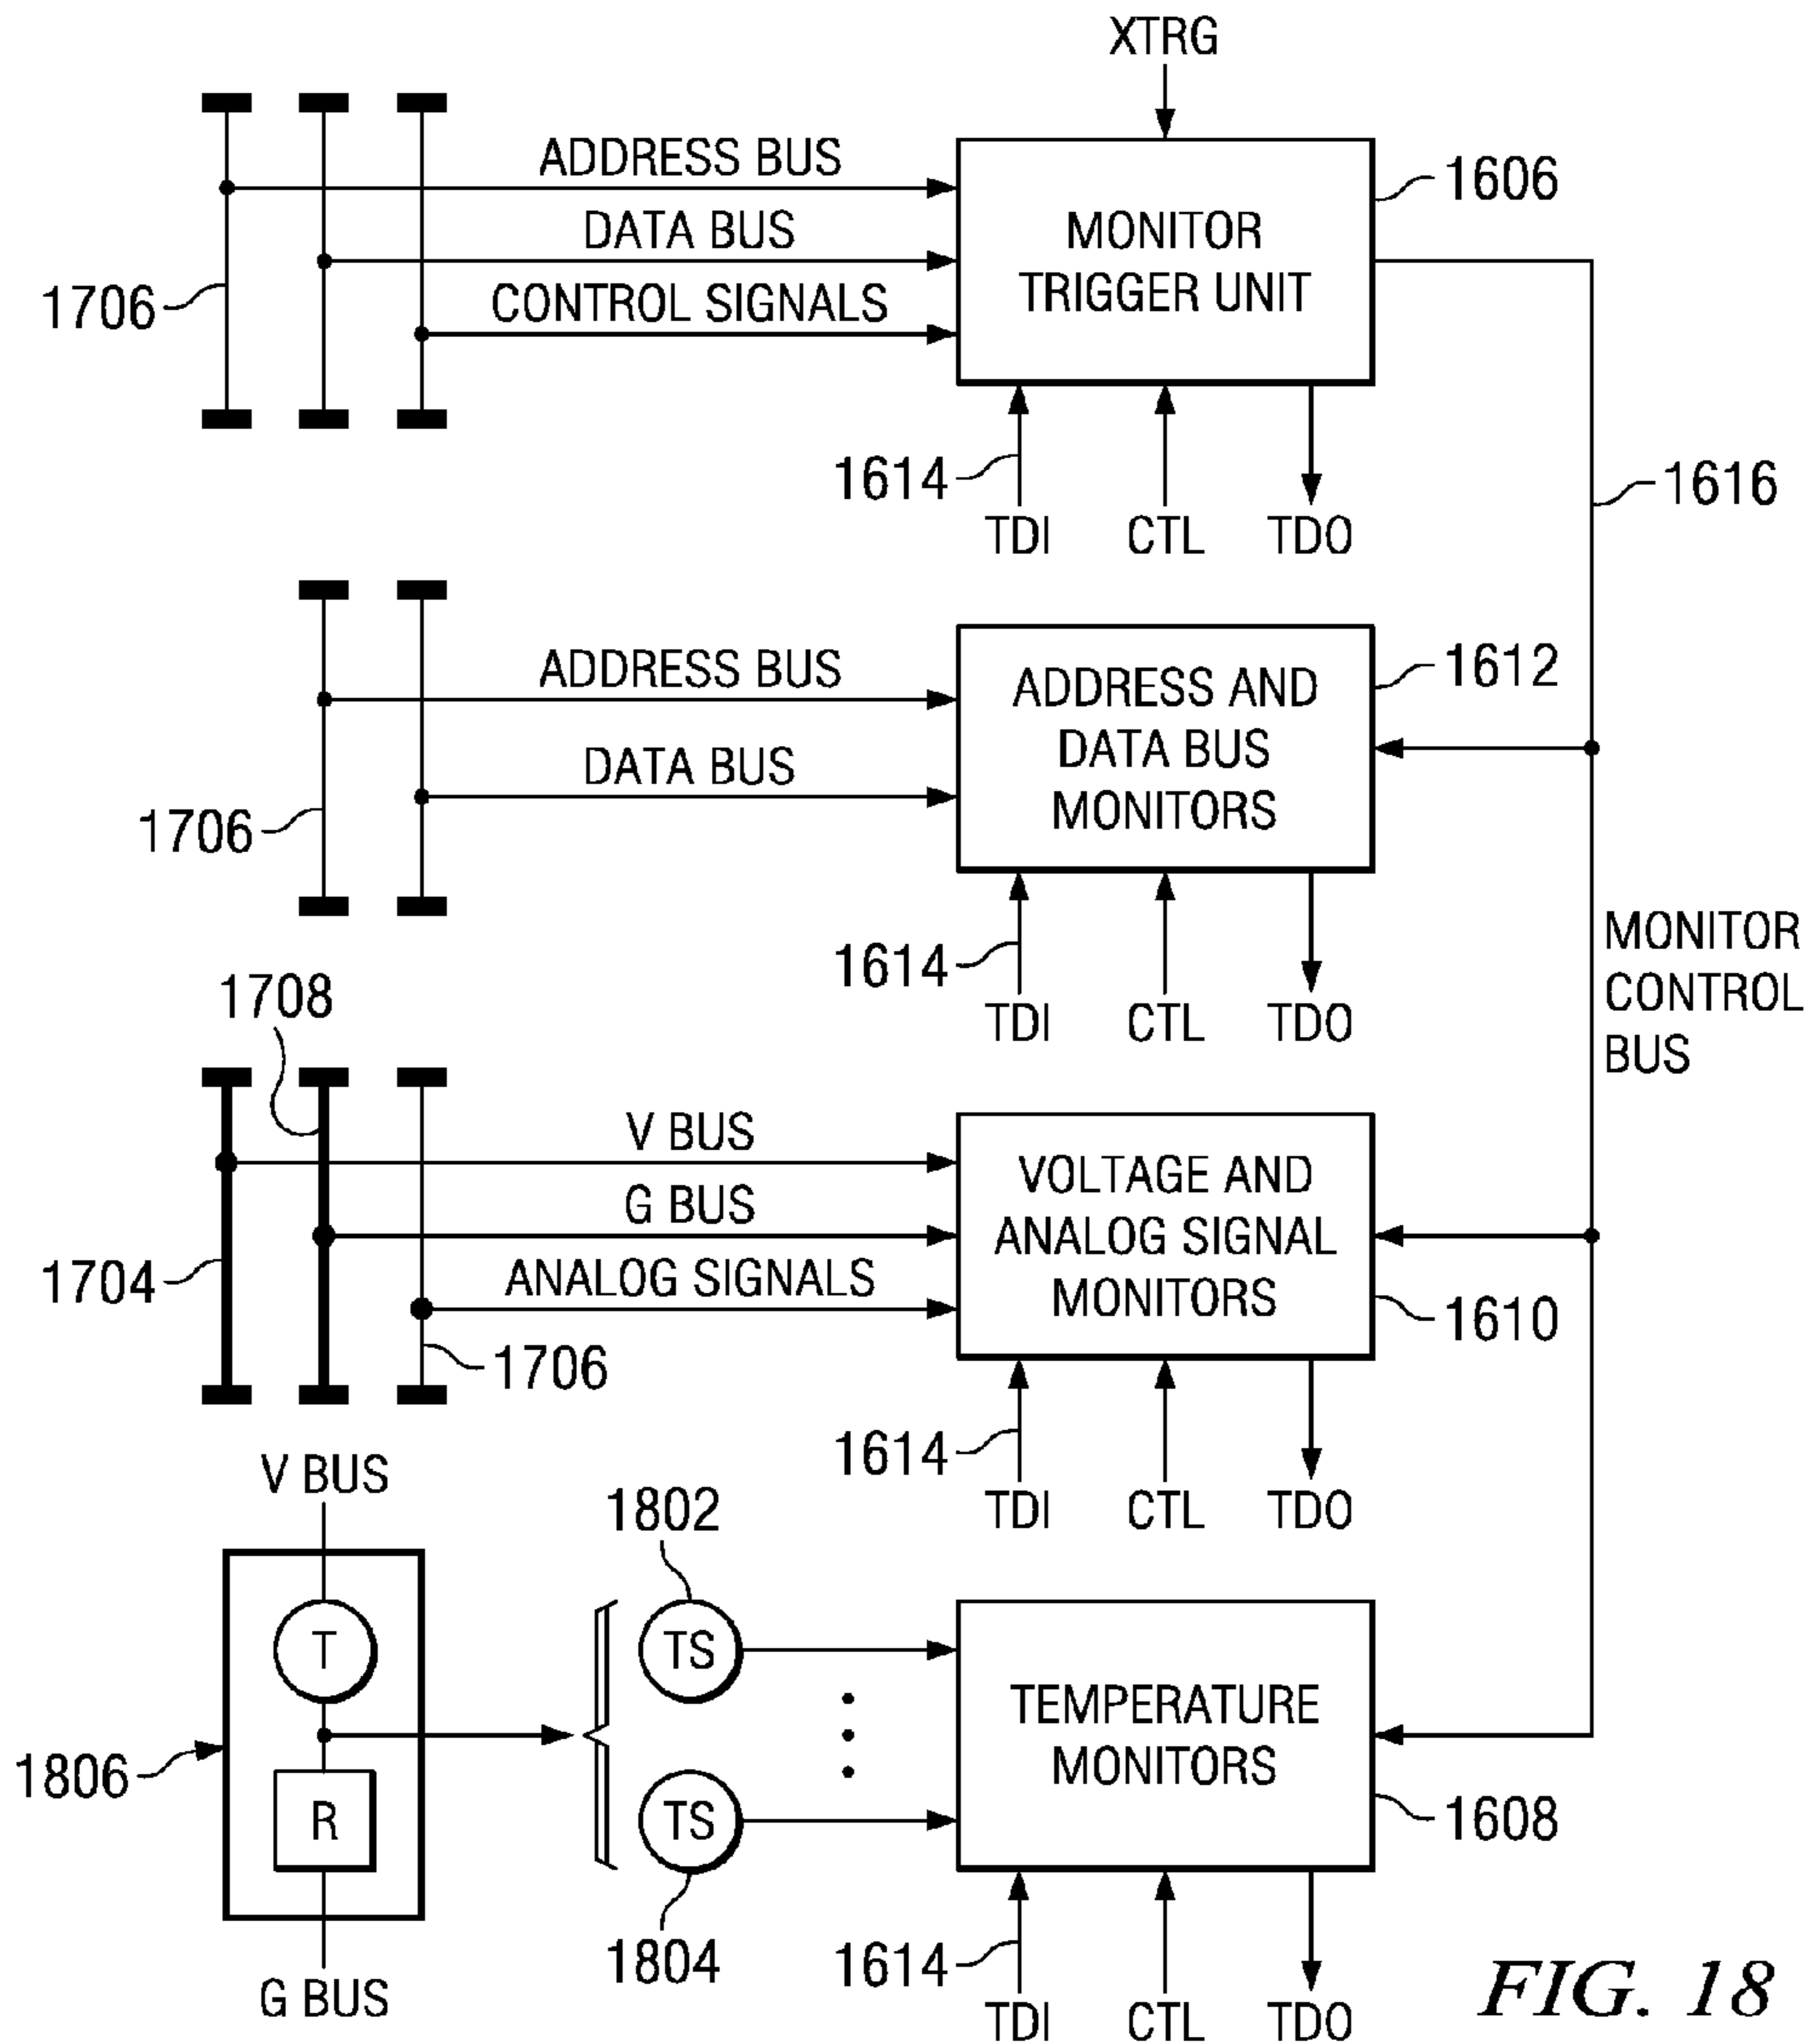 XTRG
ADDRESS BUS
DATA BUS
CONTROL SIGNALS
MONITOR
TRIGGER UNIT
1606
1706
1614
TDI
CTL
TDO
1616
ADDRESS BUS
DATA BUS
ADDRESS AND
DATA BUS
MONITORS
1612
1706
1614
TDI
CTL
TDO
MONITOR
CONTROL
BUS
1708
V BUS
G BUS
ANALOG SIGNALS
VOLTAGE AND
ANALOG SIGNAL
MONITORS
1704
1706
1610
1614
TDI
CTL
TDO
V BUS
T
R
G BUS
1806
1802
TS
TS
1804
TEMPERATURE
MONITORS
1608
1614
TDI
CTL
TDO
FIG. 18